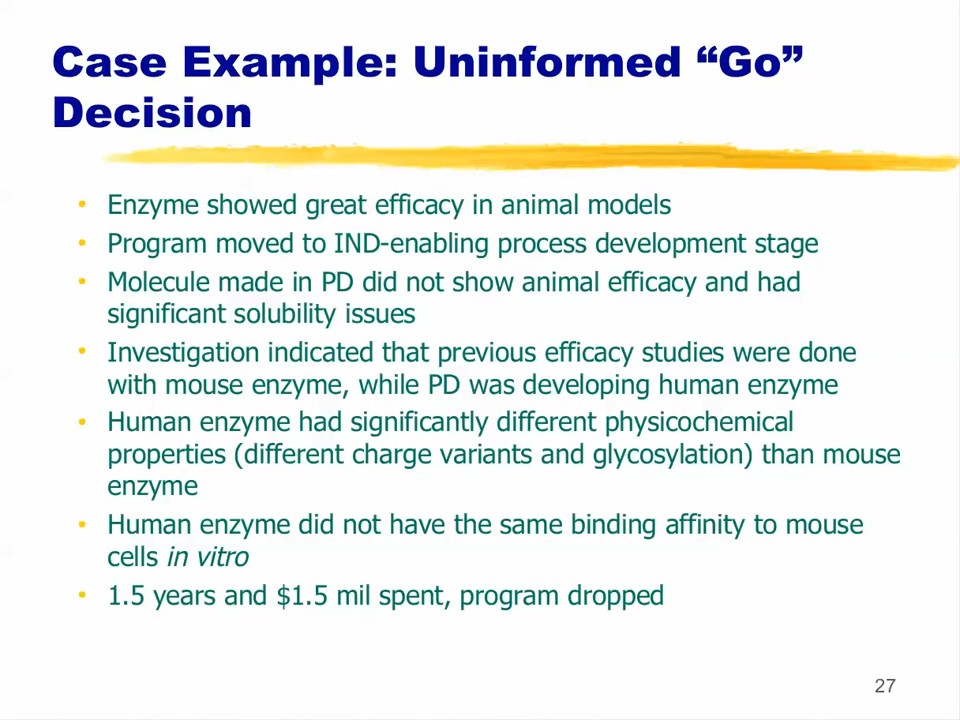 Case Example: Uninformed “Go”
Decision
• Enzyme showed great efficacy in animal models
• Program moved to IND-enabling process development stage
• Molecule made in PD did not show animal efficacy and had
significant solubility issues
• Investigation indicated that previous efficacy studies were done
with mouse enzyme, while PD was developing human enzyme
• Human enzyme had significantly different physicochemical
properties (different charge variants and glycosylation) than mouse
enzyme
• Human enzyme did not have the same binding affinity to mouse
cells in vitro
• 1.5 years and $1.5 mil spent, program dropped
27